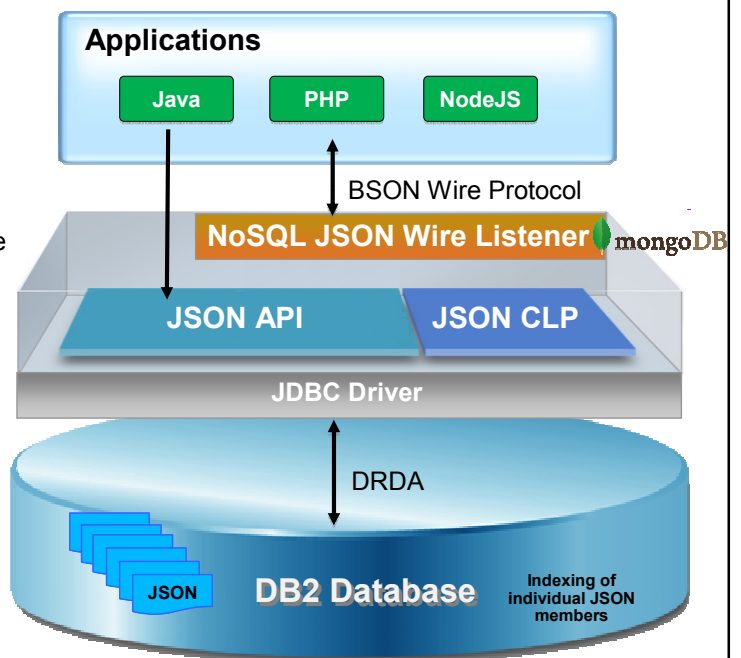 Applications
Java
PHP
NodeJS
BSON Wire Protocol
e
NoSQL JSON Wire Listener
mongoDB
JSON API
JSON CLP
JDBC Driver
DRDA
JSON
DB2 Database
Indexing of
individual JSON
members